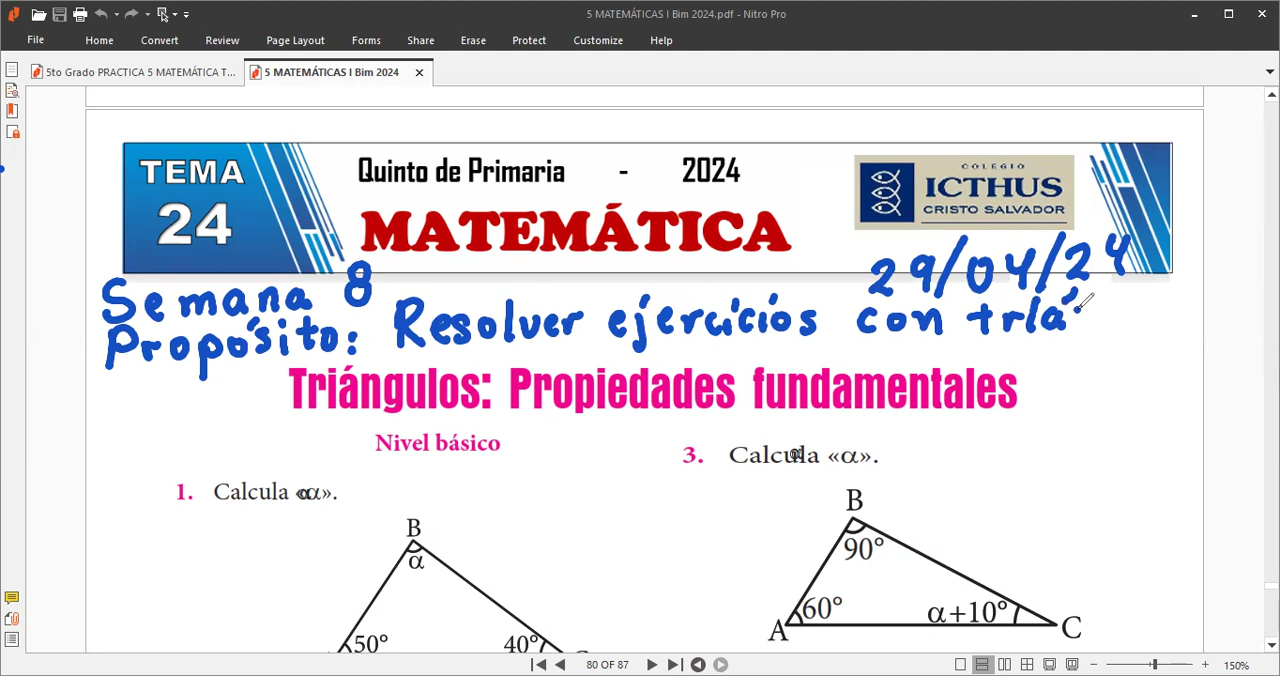 5 MATEMÁTICAS I Bim 2024.pdf - Nitro Pro
File Home Convert Review Page Layout Forms Share Erase Protect Customize Help
5to Grado PRACTICA 5 MATEMÁTICA T... 5 MATEMÁTICAS I Bim 2024
TEMA
24
Quinto de Primaria - 2024
MATEMÁTICA
COLEGIO
ICTHUS
CRISTO SALVADOR
29/04/24
Semana 8
Propósito: Resolver ejercicios con triá
Triángulos: Propiedades fundamentales
Nivel básico
1. Calcula «α».
B
α
50° 40°
3. Calcula «α».
B
90°
60° α+10°
A C
80 OF 87
150%